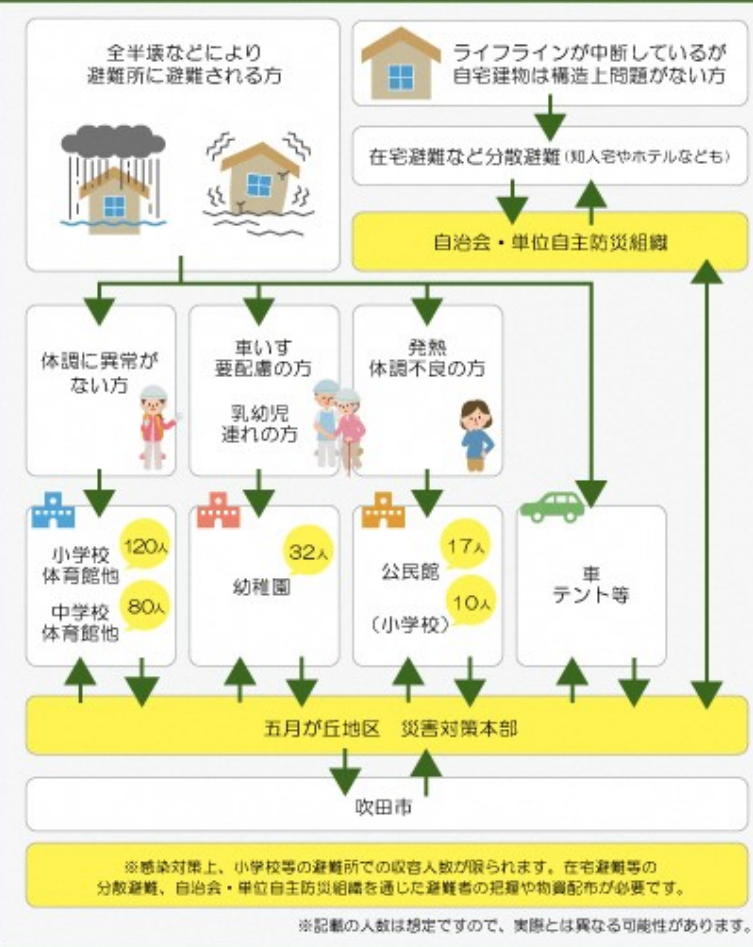 全半壊などにより
避難所に避難される方
ライフラインが中断しているが
自宅建物は構造上問題がない方
在宅避難など分散避難(知人宅やホテルなども)
自治会・単位自主防災組織
体調に異常が
ない方
車いす
要配慮の方
乳幼児
連れの方
発熱
体調不良の方
小学校
体育館他
120人
中学校
体育館他
80人
幼稚園
32人
公民館
17人
(小学校)
10人
車
テント等
五月が丘地区 災害対策本部
吹田市
※感染対策上、小学校等の避難所での収容人数が限られます。在宅避難等の
分散避難、自治会・単位自主防災組織を通じた避難者の把握や物資配布が必要です。
※記載の人数は想定ですので、実際とは異なる可能性があります。